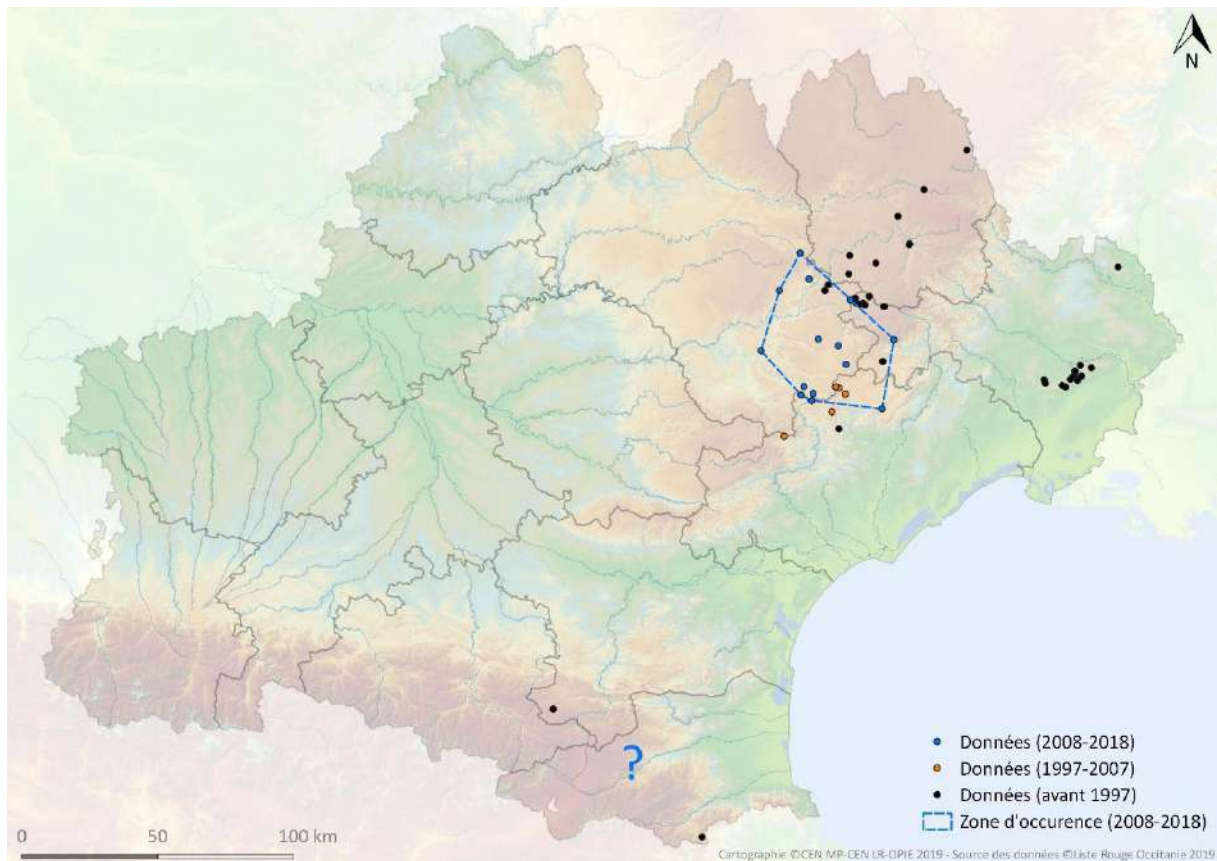 N
?
Données (2008-2018)
Données (1997-2007)
Données (avant 1997)
Zone d'occurence (2008-2018)
0 50 100 km
Cartographie ©CEN MP-CEN LR-OPIE 2019 - Source des données ©Liste Rouge Occitanie 2019